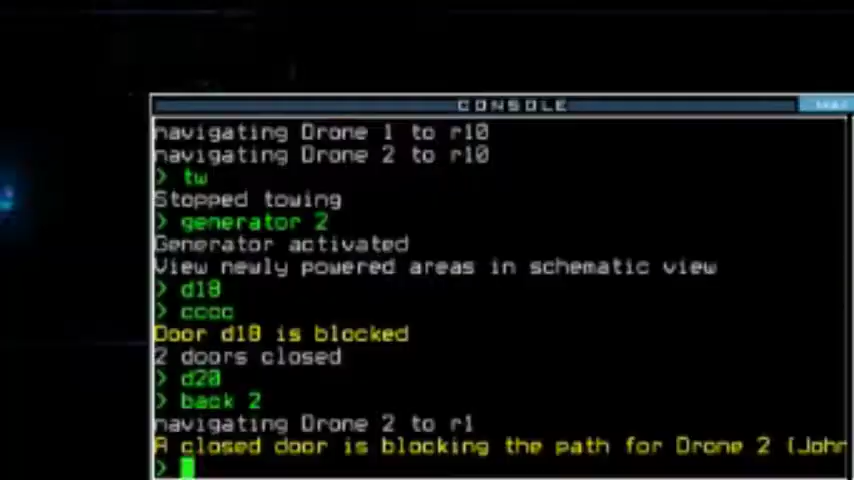 CONSOLE
navigating Drone 1 to r10
navigating Drone 2 to r10
> tw
Stopped towing
> generator 2
Generator activated
View newly powered areas in schematic view
> d18
> cccc
Door d18 is blocked
2 doors closed
> d20
> back 2
navigating Drone 2 to r1
A closed door is blocking the path for Drone 2 (John
>